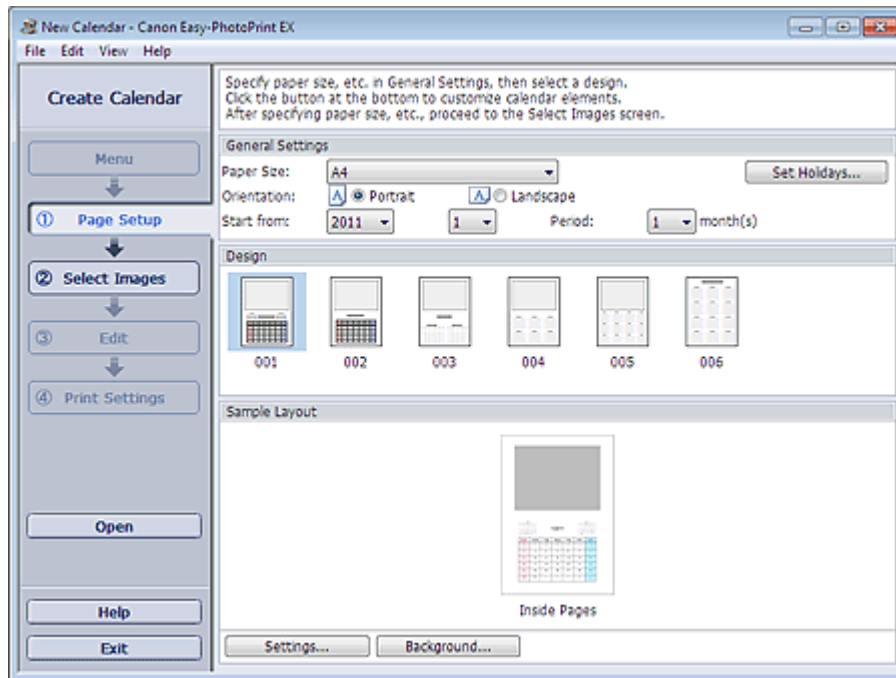 New Calendar - Canon Easy-PhotoPrint EX
File Edit View Help
Create Calendar
Menu
① Page Setup
② Select Images
③ Edit
④ Print Settings
Open
Help
Exit
Specify paper size, etc. in General Settings, then select a design.
Click the button at the bottom to customize calendar elements.
After specifying paper size, etc., proceed to the Select Images screen.
General Settings
Paper Size: A4 Set Holidays...
Orientation: A Portrait A Landscape
Start from: 2011 1 Period: 1 month(s)
Design
001 002 003 004 005 006
Sample Layout
Inside Pages
Settings... Background...